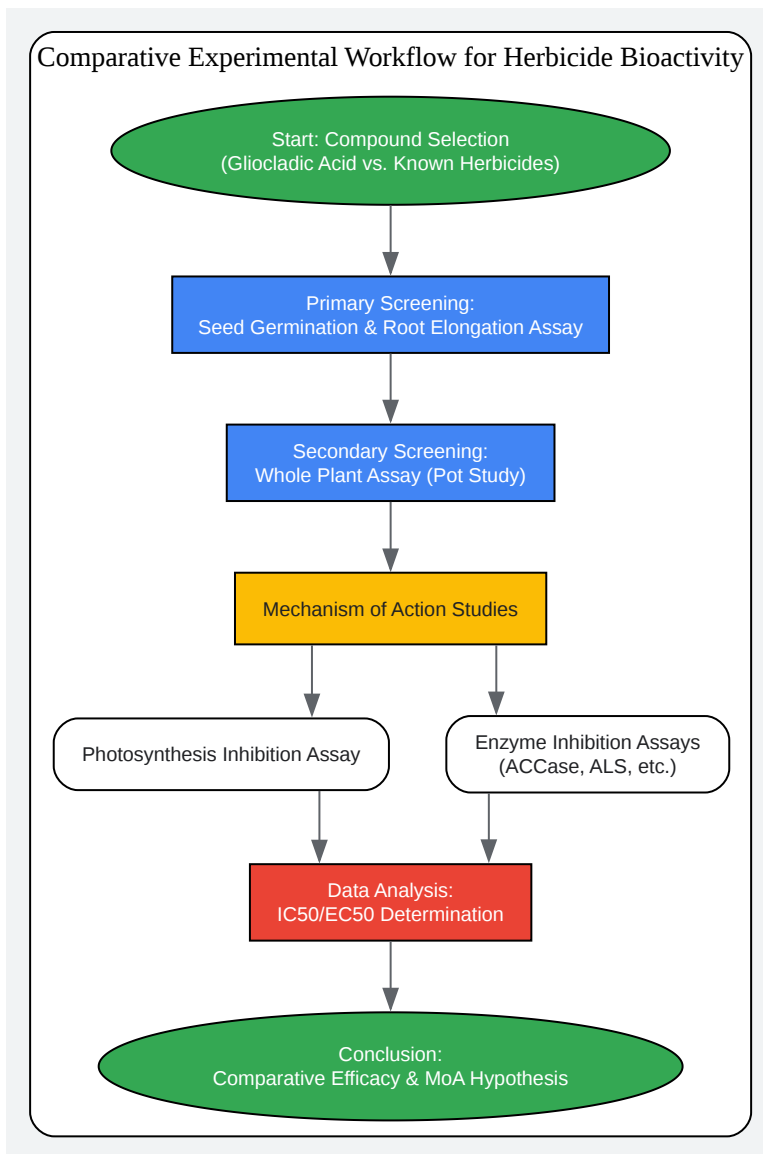 Comparative Experimental Workflow for Herbicide Bioactivity
Start: Compound Selection
(Gliocladic Acid vs. Known Herbicides)
Primary Screening:
Seed Germination & Root Elongation Assay
Secondary Screening:
Whole Plant Assay (Pot Study)
Mechanism of Action Studies
Photosynthesis Inhibition Assay
Enzyme Inhibition Assays
(ACCase, ALS, etc.)
Data Analysis:
IC50/EC50 Determination
Conclusion:
Comparative Efficacy & MoA Hypothesis